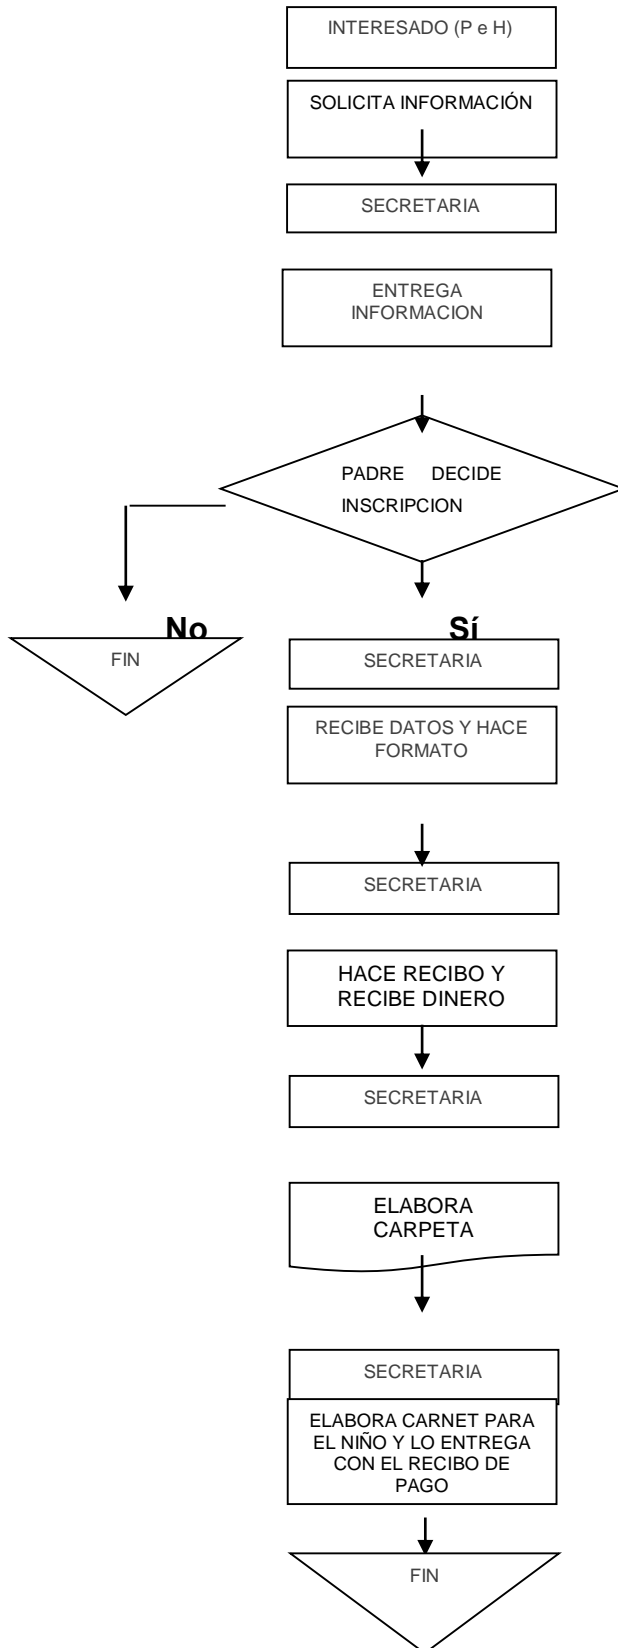 INTERESADO (P e H)
SOLICITA INFORMACIÓN
SECRETARIA
ENTREGA
INFORMACION
PADRE DECIDE
INSCRIPCION
No
Sí
FIN
SECRETARIA
RECIBE DATOS Y HACE
FORMATO
SECRETARIA
HACE RECIBO Y
RECIBE DINERO
SECRETARIA
ELABORA
CARPETA
SECRETARIA
ELABORA CARNET PARA
EL NIÑO Y LO ENTREGA
CON EL RECIBO DE
PAGO
FIN